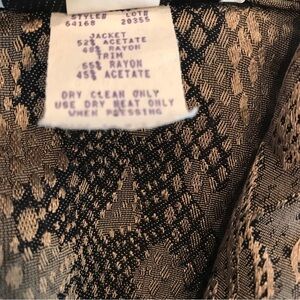 STYLE# LOT#
64168 20355
JACKET
52% ACETATE
48% RAYON
TRIM
55% RAYON
45% ACETATE
DRY CLEAN ONLY
USE DRY HEAT ONLY
WHEN PRESSING